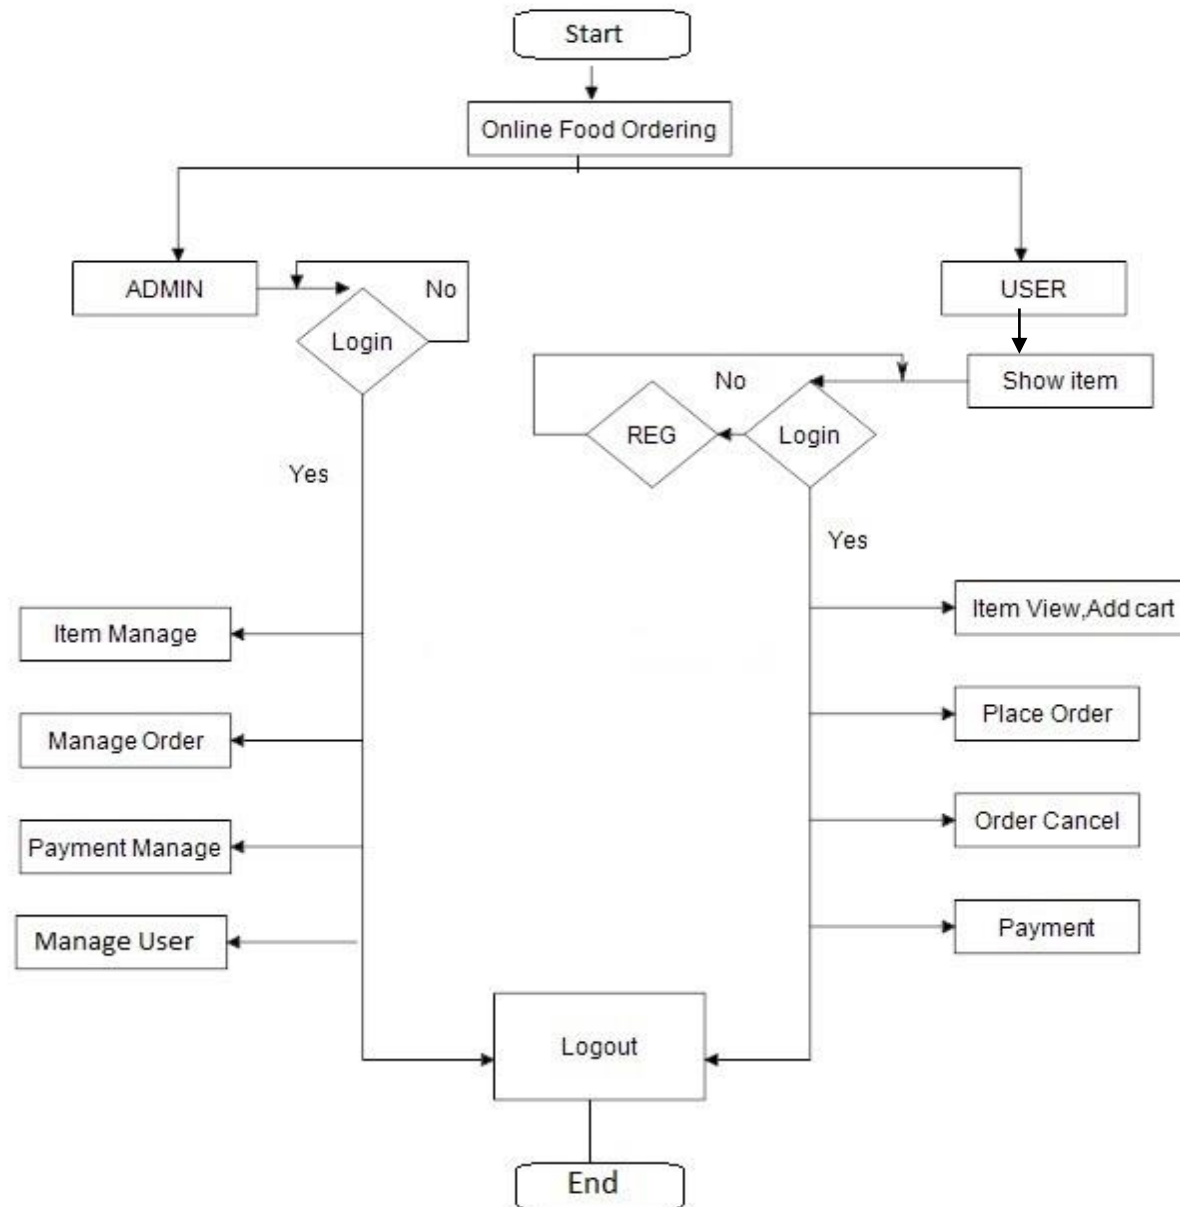 Start
Online Food Ordering
ADMIN
No
USER
Login
Show item
No
REG
Login
Yes
Yes
Item View,Add cart
Item Manage
Place Order
Manage Order
Order Cancel
Payment Manage
Payment
Manage User
Logout
End